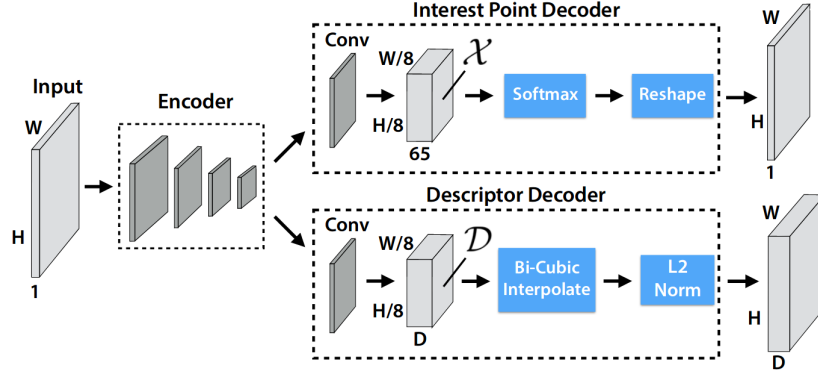 Interest Point Decoder
Conv
W/8
𝒳
H/8
65
Softmax
Reshape
W
H
1
Input
W
H
1
Encoder
Descriptor Decoder
Conv
W/8
𝒟
H/8
D
Bi-Cubic
Interpolate
L2
Norm
W
H
D